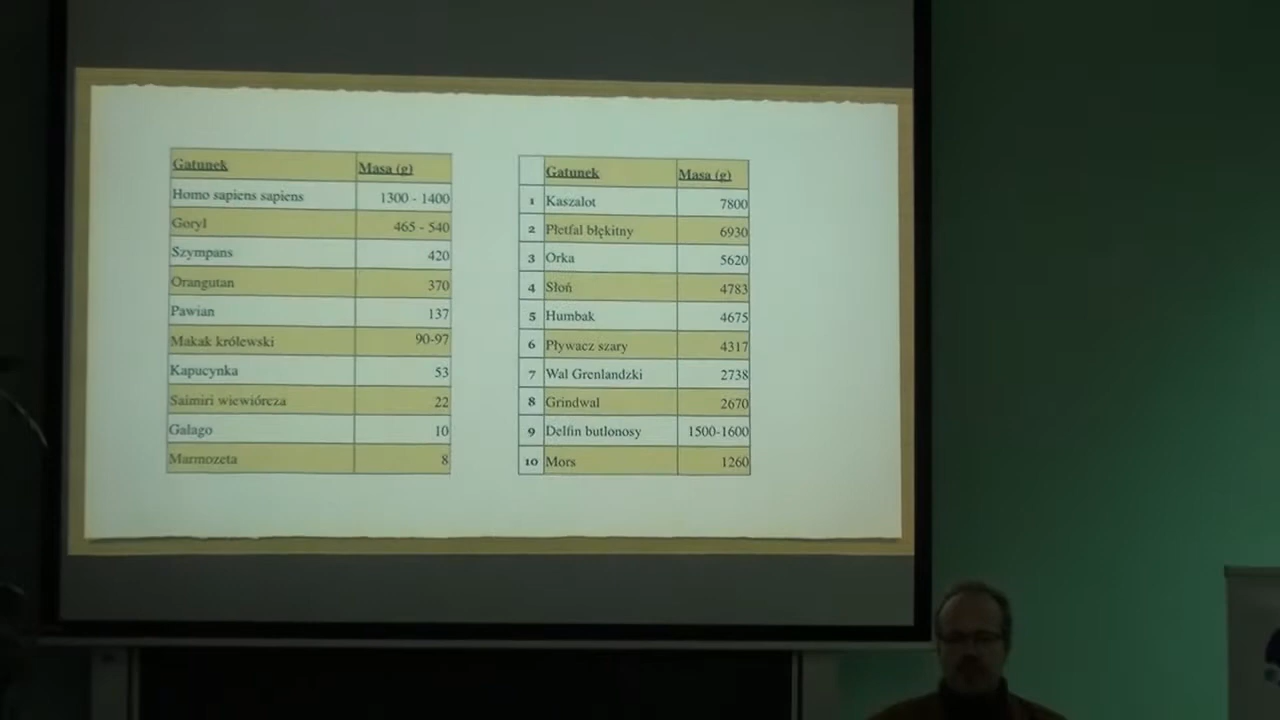 Gatunek Masa (g)
Homo sapiens sapiens 1300 - 1400
Goryl 465 - 540
Szympans 420
Orangutan 370
Pawian 137
Makak królewski 90-97
Kapucynka 53
Saimiri wiewiórcza 22
Galago 10
Marmozeta 8
Gatunek Masa (g)
1 Kaszalot 7800
2 Płetfal błękitny 6930
3 Orka 5620
4 Słoń 4783
5 Humbak 4675
6 Pływacz szary 4317
7 Wal Grenlandzki 2738
8 Grindwal 2670
9 Delfin butlonosy 1500-1600
10 Mors 1260